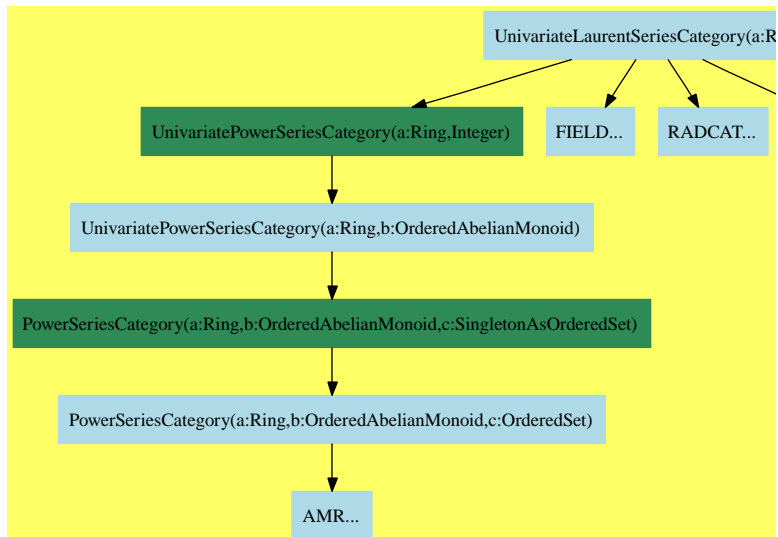 UnivariateLaurentSeriesCategory(a:R
UnivariatePowerSeriesCategory(a:Ring,Integer)
FIELD...
RADCAT...
UnivariatePowerSeriesCategory(a:Ring,b:OrderedAbelianMonoid)
PowerSeriesCategory(a:Ring,b:OrderedAbelianMonoid,c:SingletonAsOrderedSet)
PowerSeriesCategory(a:Ring,b:OrderedAbelianMonoid,c:OrderedSet)
AMR...